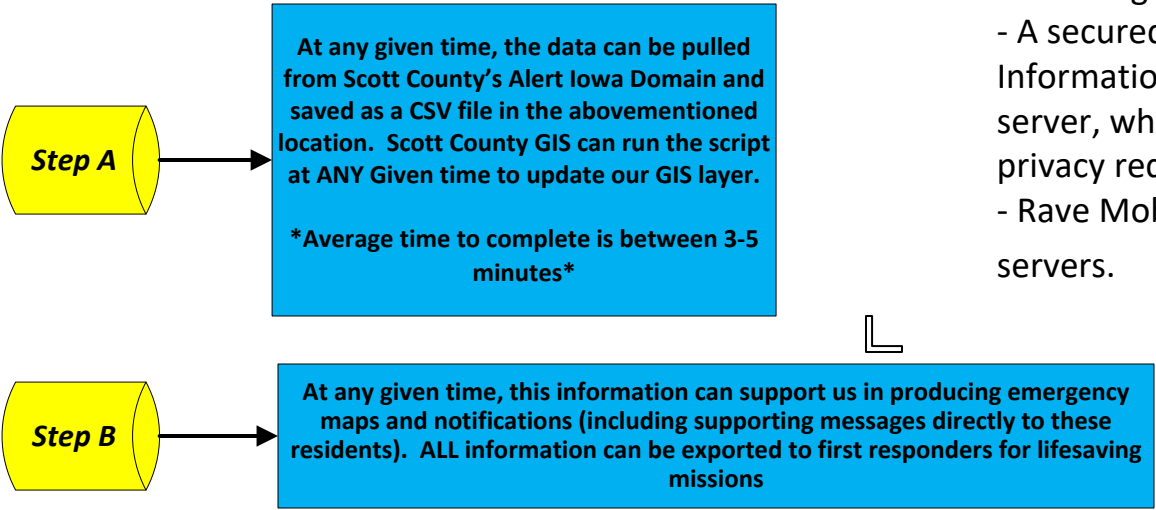 Step A
At any given time, the data can be pulled
from Scott County’s Alert Iowa Domain and
saved as a CSV file in the abovementioned
location.  Scott County GIS can run the script
at ANY Given time to update our GIS layer.
*Average time to complete is between 3-5
minutes*
- A secured
Informatio
server, wh
privacy rec
- Rave Mol
servers.
Step B
At any given time, this information can support us in producing emergency
maps and notifications (including supporting messages directly to these
residents).  ALL information can be exported to first responders for lifesaving
missions